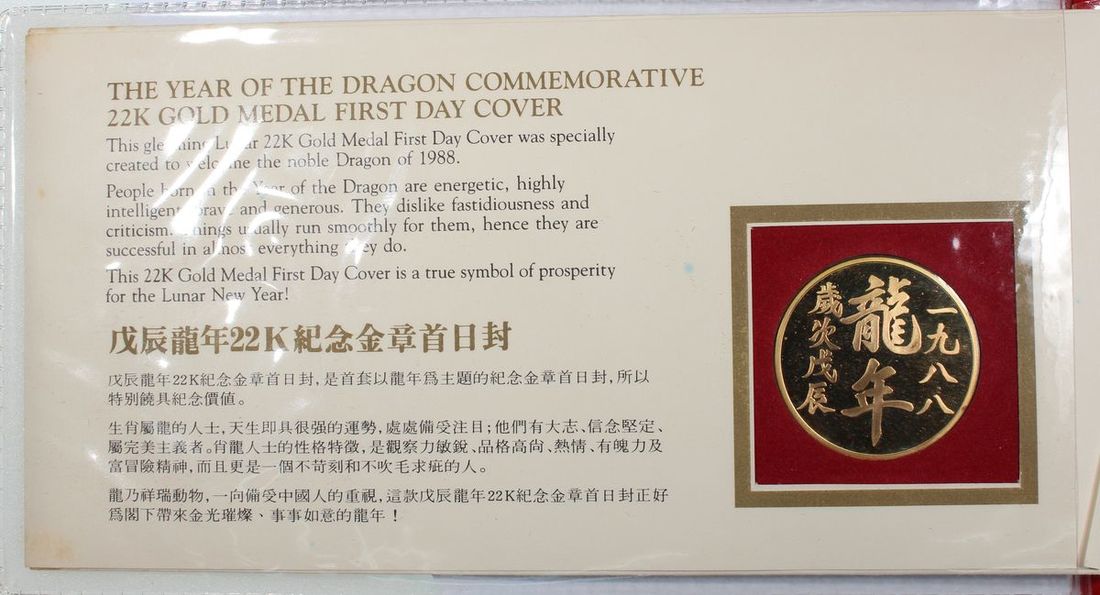 THE YEAR OF THE DRAGON COMMEMORATIVE
22K GOLD MEDAL FIRST DAY COVER
This Lunar 22K Gold Medal First Day Cover was specially
created to welcome the noble Dragon of 1988.
People born in the Year of the Dragon are energetic, highly
intelligent, brave and generous. They dislike fastidiousness and
criticism. Things usually run smoothly for them, hence they are
successful in almost everything they do.
This 22K Gold Medal First Day Cover is a true symbol of prosperity
for the Lunar New Year!
戊辰龍年22K紀念金章首日封
戊辰龍年22K紀念金章首日封,是首套以龍年爲主題的紀念金章首日封,所以
特别饒具紀念價值。
生肖屬龍的人士,天生即具很强的運勢,處處備受注目;他們有大志、信念堅定、
屬完美主義者。肖龍人士的性格特徵,是觀察力敏銳、品格高尙、熱情、有魄力及
富冒險精神,而且更是一個不苛刻和不吹毛求疵的人。
龍乃祥瑞動物,一向備受中國人的重視,這款戊辰龍年22K紀念金章首日封正好
爲閣下帶來金光璀燦、事事如意的龍年!
一九八八
龍年
歲次戊辰